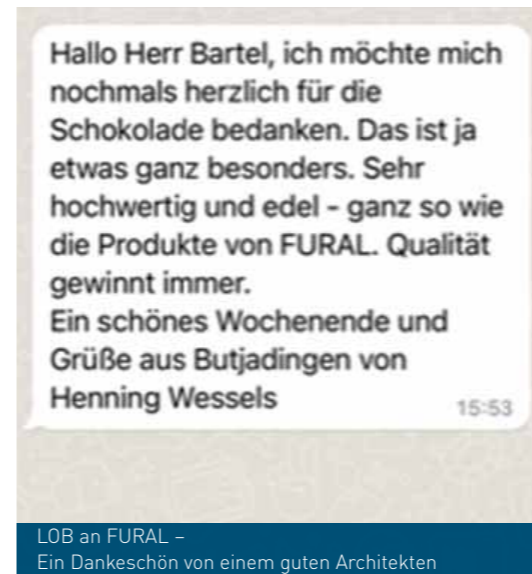 Hallo Herr Bartel, ich möchte mich
nochmals herzlich für die
Schokolade bedanken. Das ist ja
etwas ganz besonders. Sehr
hochwertig und edel - ganz so wie
die Produkte von FURAL. Qualität
gewinnt immer.
Ein schönes Wochenende und
Grüße aus Butjadingen von
Henning Wessels
15:53
LOB an FURAL –
Ein Dankeschön von einem guten Architekten